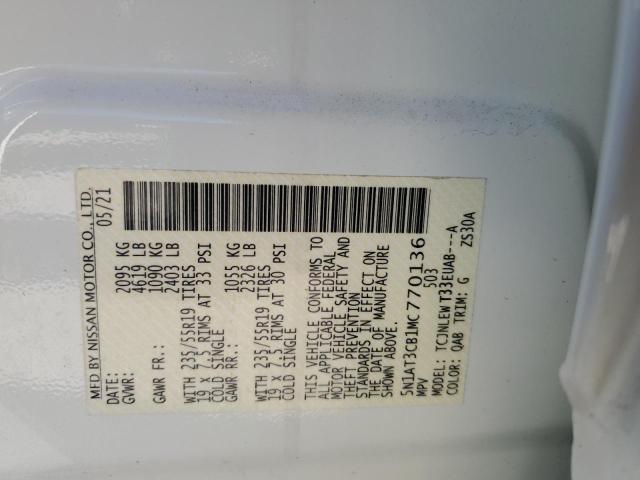 MFD BY NISSAN MOTOR CO., LTD.
DATE: 05/21
GVWR: 2095 KG
4619 LB
GAWR FR.: 1090 KG
2403 LB
WITH 235/55R19 TIRES
19 X 7.5 RIMS AT 33 PSI
COLD SINGLE
GAWR RR.: 1055 KG
2326 LB
WITH 235/55R19 TIRES
19 X 7.5 RIMS AT 30 PSI
COLD SINGLE
THIS VEHICLE CONFORMS TO
ALL APPLICABLE FEDERAL
MOTOR VEHICLE SAFETY AND
THEFT PREVENTION
STANDARDS IN EFFECT ON
THE DATE OF MANUFACTURE
SHOWN ABOVE.
5N1AT3CB1MC770136
MPV 503
MODEL: TCJNLEWT33EUAB---A
COLOR: QAB TRIM: G ZS30A